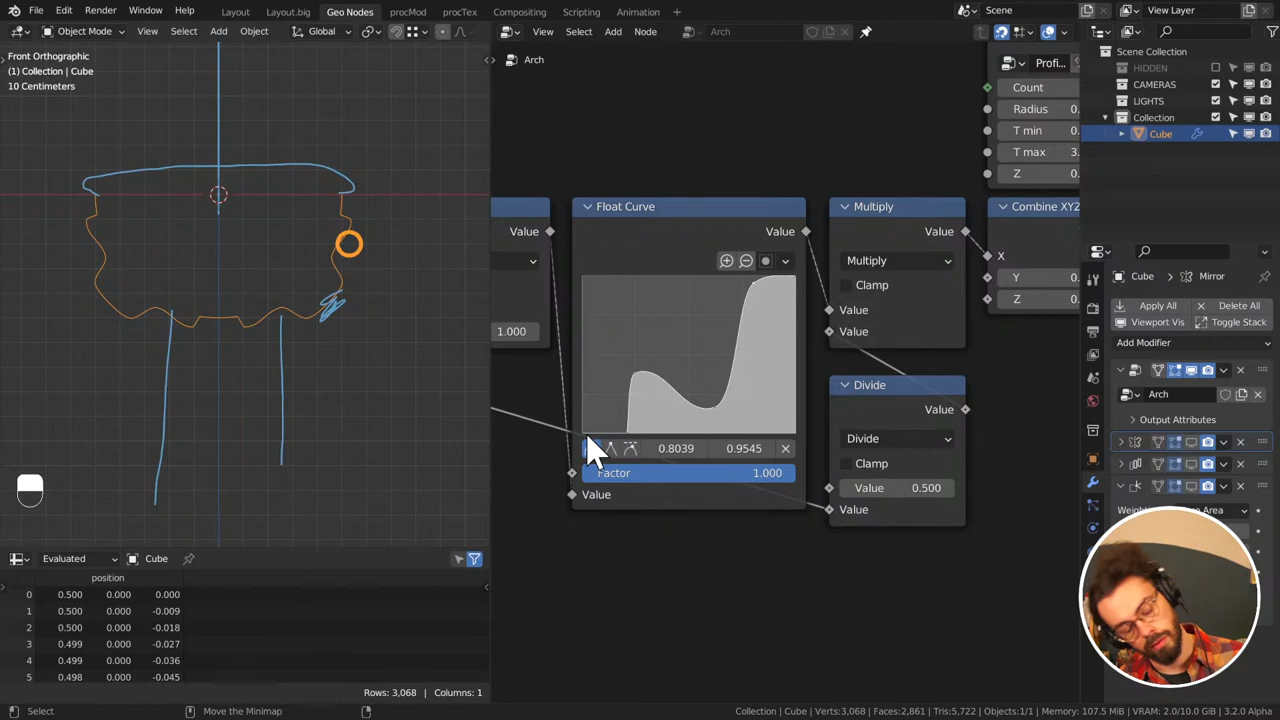 File Edit Render Window Help Layout Layout.big Geo Nodes procMod procTex Compositing Scripting Animation + Scene View Layer
Object Mode View Select Add Object Global View Select Add Node Arch
Front Orthographic
(1) Collection | Cube
10 Centimeters
Arch
Scene Collection
HIDDEN
CAMERAS
LIGHTS
Collection
Cube
Profi...
Count
Radius 0.
T min 0.
T max 3.
Z 0.
Value
1.000
Float Curve
Value
0.8039 0.9545
Factor 1.000
Value
Multiply
Value
Multiply
Clamp
Value
Value
Divide
Value
Divide
Clamp
Value 0.500
Value
Combine XYZ
X
Y 0.
Z 0.
Cube Mirror
Apply All Delete All
Viewport Vis Toggle Stack
Add Modifier
Arch
Output Attributes
Evaluated Cube
position
0 0.500 0.000 0.000
1 0.500 0.000 -0.009
2 0.500 0.000 -0.018
3 0.499 0.000 -0.027
4 0.499 0.000 -0.036
5 0.498 0.000 -0.045
Rows: 3,068 | Columns: 1
Select Move the Minimap Collection | Cube | Verts:3,068 | Faces:2,861 | Tris:5,722 | Objects:1/1 | Memory: 107.5 MiB | VRAM: 2.0/10.0 GiB | 3.2.0 Alpha